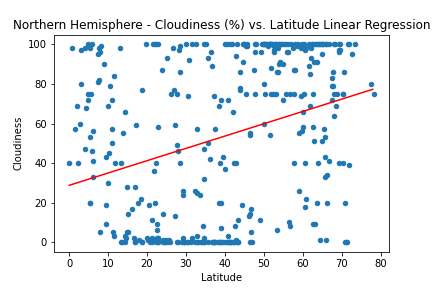 Northern Hemisphere - Cloudiness (%) vs. Latitude Linear Regression
100
80
60
40
20
0
Cloudiness
0 10 20 30 40 50 60 70 80
Latitude